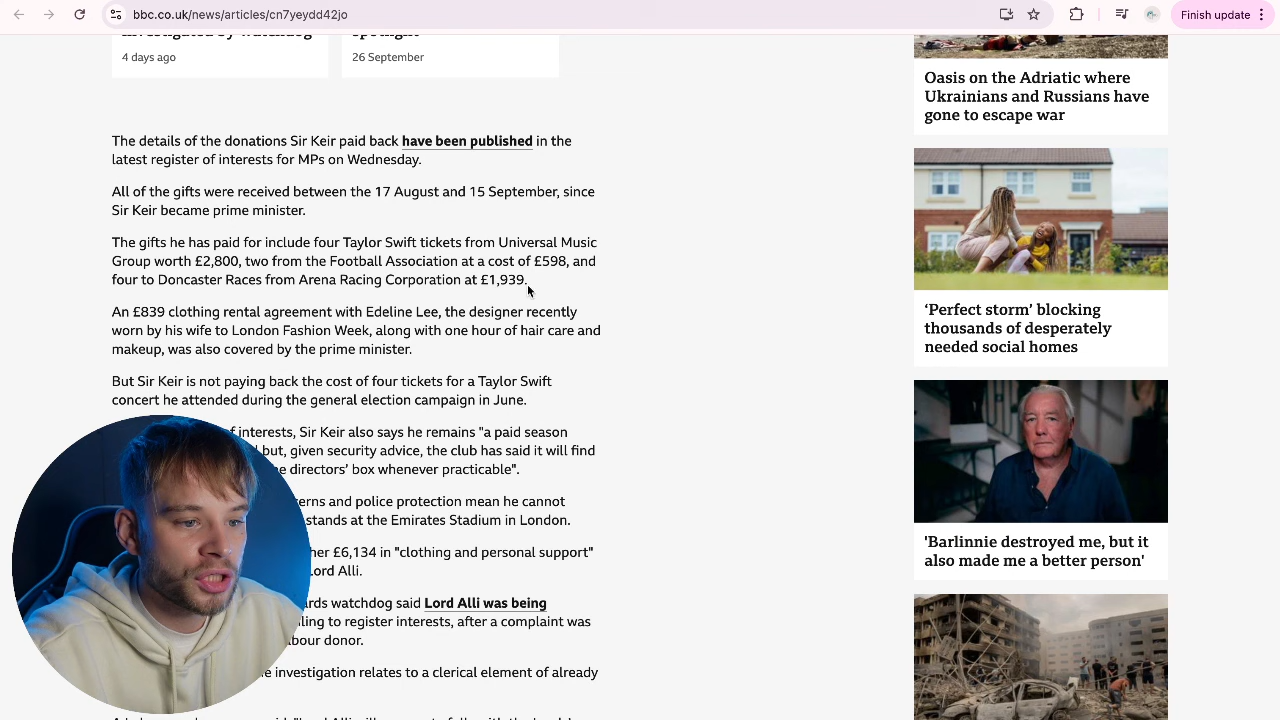 bbc.co.uk/news/articles/cn7yeydd42jo
Finish update
4 days ago
26 September
The details of the donations Sir Keir paid back have been published in the
latest register of interests for MPs on Wednesday.
All of the gifts were received between the 17 August and 15 September, since
Sir Keir became prime minister.
The gifts he has paid for include four Taylor Swift tickets from Universal Music
Group worth £2,800, two from the Football Association at a cost of £598, and
four to Doncaster Races from Arena Racing Corporation at £1,939.
An £839 clothing rental agreement with Edeline Lee, the designer recently
worn by his wife to London Fashion Week, along with one hour of hair care and
makeup, was also covered by the prime minister.
But Sir Keir is not paying back the cost of four tickets for a Taylor Swift
concert he attended during the general election campaign in June.
f interests, Sir Keir also says he remains "a paid season
but, given security advice, the club has said it will find
e directors’ box whenever practicable".
erns and police protection mean he cannot
stands at the Emirates Stadium in London.
her £6,134 in "clothing and personal support"
Lord Alli.
ards watchdog said Lord Alli was being
ling to register interests, after a complaint was
bour donor.
e investigation relates to a clerical element of already
Oasis on the Adriatic where
Ukrainians and Russians have
gone to escape war
‘Perfect storm’ blocking
thousands of desperately
needed social homes
'Barlinnie destroyed me, but it
also made me a better person'